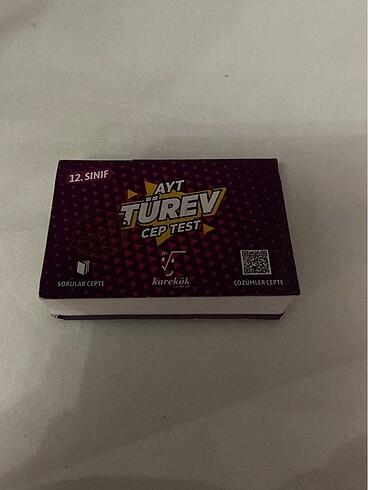 12. SINIF
AYT
TÜREV
CEP TEST
karekök
SORULAR CEPTE
ÇÖZÜMLER CEPTE